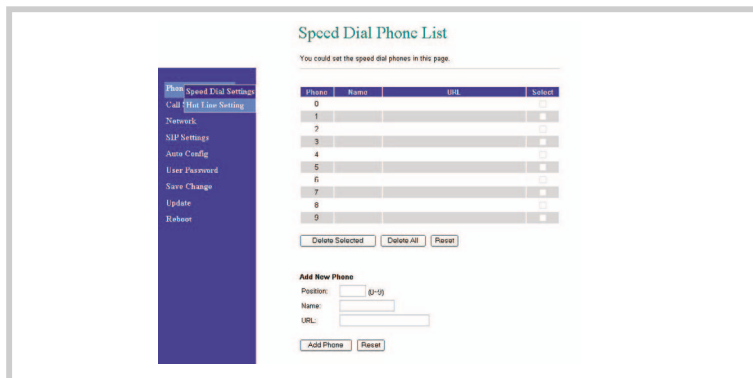 Speed Dial Phone List
You could set the speed dial phones in this page.
Speed Dial Settings
Call
Hot Line Setting
Network
SIP Settings
Auto Config
User Password
Save Change
Update
Reboot
Phone Name URL Select
0
1
2
3
4
5
6
7
8
9
Delete Selected Delete All Reset
Add New Phone
Position: (0~9)
Name:
URL:
Add Phone Reset